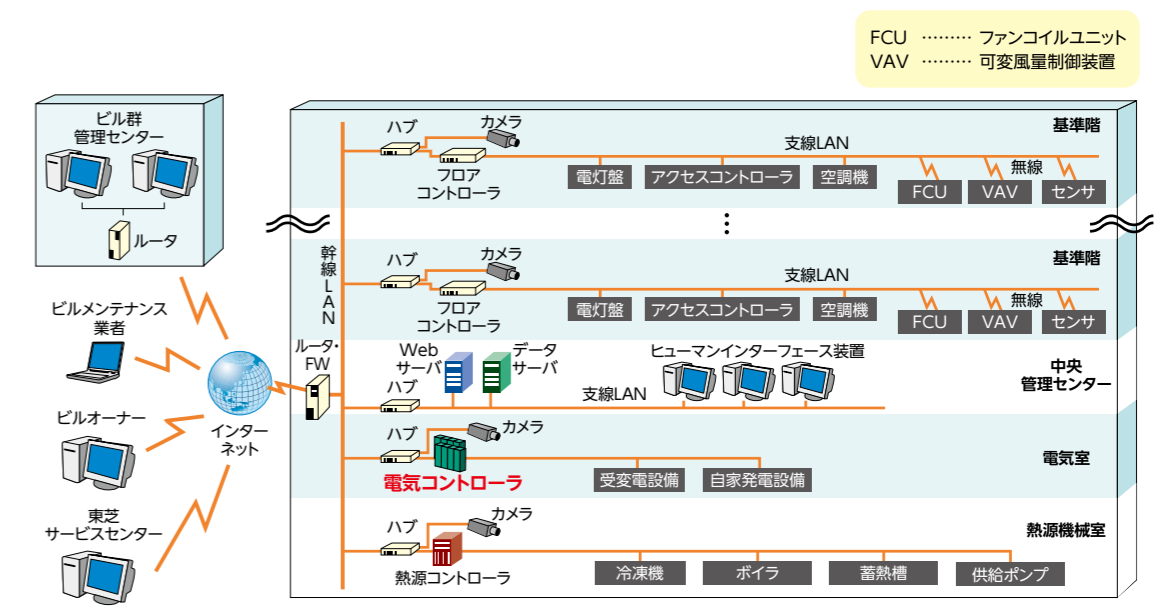 FCU ……… ファンコイルユニット
VAV ……… 可変風量制御装置
ビル群
管理センター
ルータ
ビルメンテナンス
業者
ビルオーナー
東芝
サービスセンター
インター
ネット
ルータ・
FW
幹線LAN
ハブ
カメラ
フロア
コントローラ
支線LAN
基準階
電灯盤
アクセスコントローラ
空調機
無線
FCU
VAV
センサ
ハブ
カメラ
フロア
コントローラ
支線LAN
基準階
電灯盤
アクセスコントローラ
空調機
無線
FCU
VAV
センサ
Web
サーバ
データ
サーバ
ハブ
支線LAN
ヒューマンインターフェース装置
中央
管理センター
ハブ
カメラ
電気コントローラ
受変電設備
自家発電設備
電気室
ハブ
カメラ
熱源コントローラ
冷凍機
ボイラ
蓄熱槽
供給ポンプ
熱源機械室